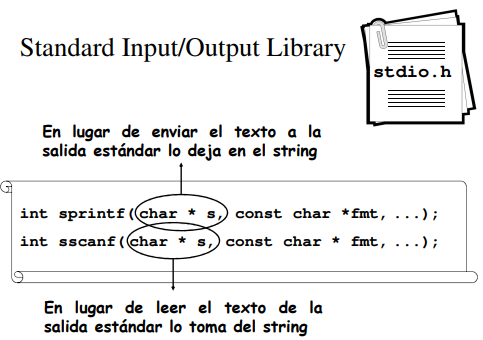 Standard Input/Output Library
stdio.h
En lugar de enviar el texto a la
salida estándar lo deja en el string
int sprintf(char * s, const char *fmt, ...);
int sscanf(char * s, const char * fmt, ...);
En lugar de leer el texto de la
salida estándar lo toma del string